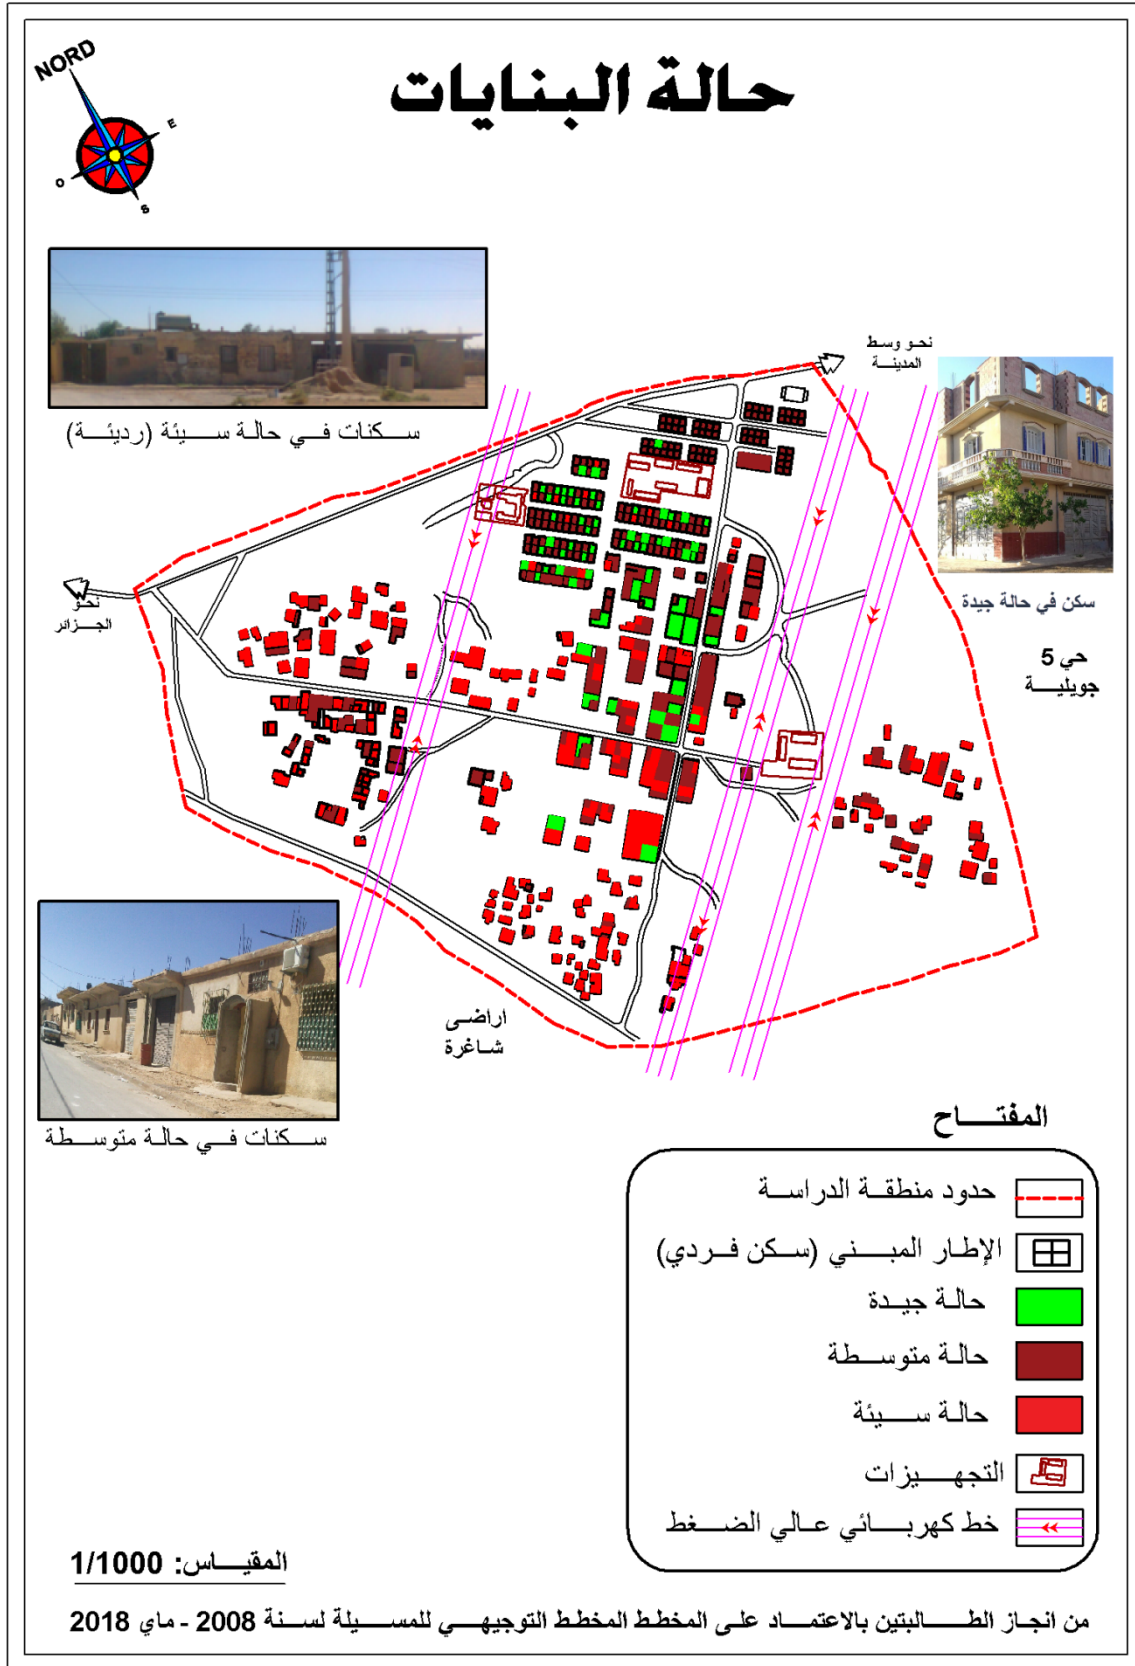 حالة البنايات
NORD
E
O
S
سكنات في حالة سيئة (رديئة)
نحو وسط
المدينة
سكن في حالة جيدة
حي 5
جويلية
نحو
الجزائر
اراضى
شاغرة
سكنات في حالة متوسطة
المفتاح
حدود منطقة الدراسة
الإطار المبني (سكن فردي)
حالة جيدة
حالة متوسطة
حالة سيئة
التجهيزات
خط كهربائي عالي الضغط
المقياس: 1/1000
من انجاز الطالبتين بالاعتماد على المخطط المخطط التوجيهي للمسيلة لسنة 2008 - ماي 2018